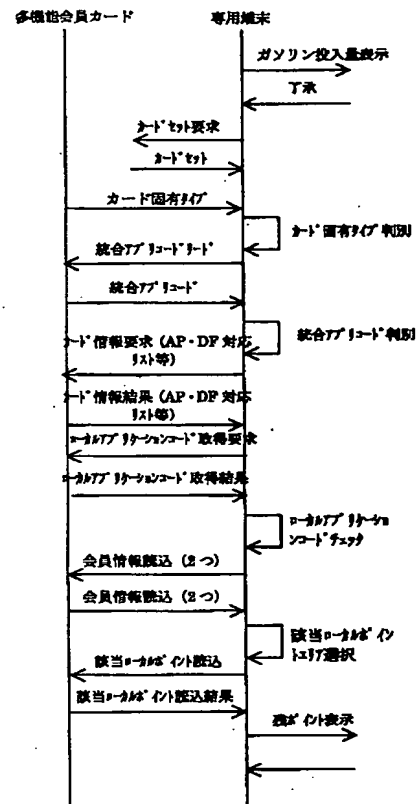 多機能会員カード
専用端末
ガソリン投入量表示
了承
カードセット要求
カードセット
カード固有タイプ
カード固有タイプ判別
統合アプリコードリード
統合アプリコード
統合アプリコード判別
カード情報要求（AP・DF 対応
リスト等）
カード情報結果（AP・DF 対応
リスト等）
ローカルアプリケーションコード取得要求
ローカルアプリケーションコード取得結果
ローカルアプリケーショ
ンコードチェック
会員情報読込（2つ）
会員情報読込（2つ）
該当ローカルポイン
トエリア選択
該当ローカルポイント読込
該当ローカルポイント読込結果
残ポイント表示